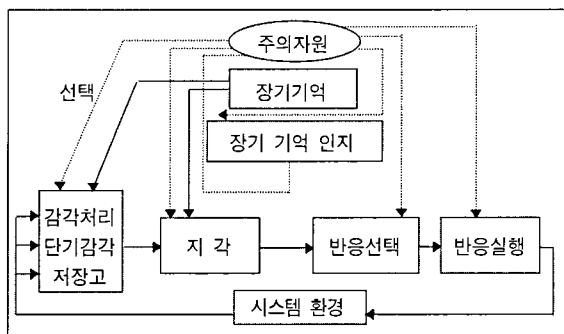 주의자원
선택
장기기억
장기 기억 인지
감각처리
단기감각
저장고
지 각
반응선택
반응실행
시스템 환경